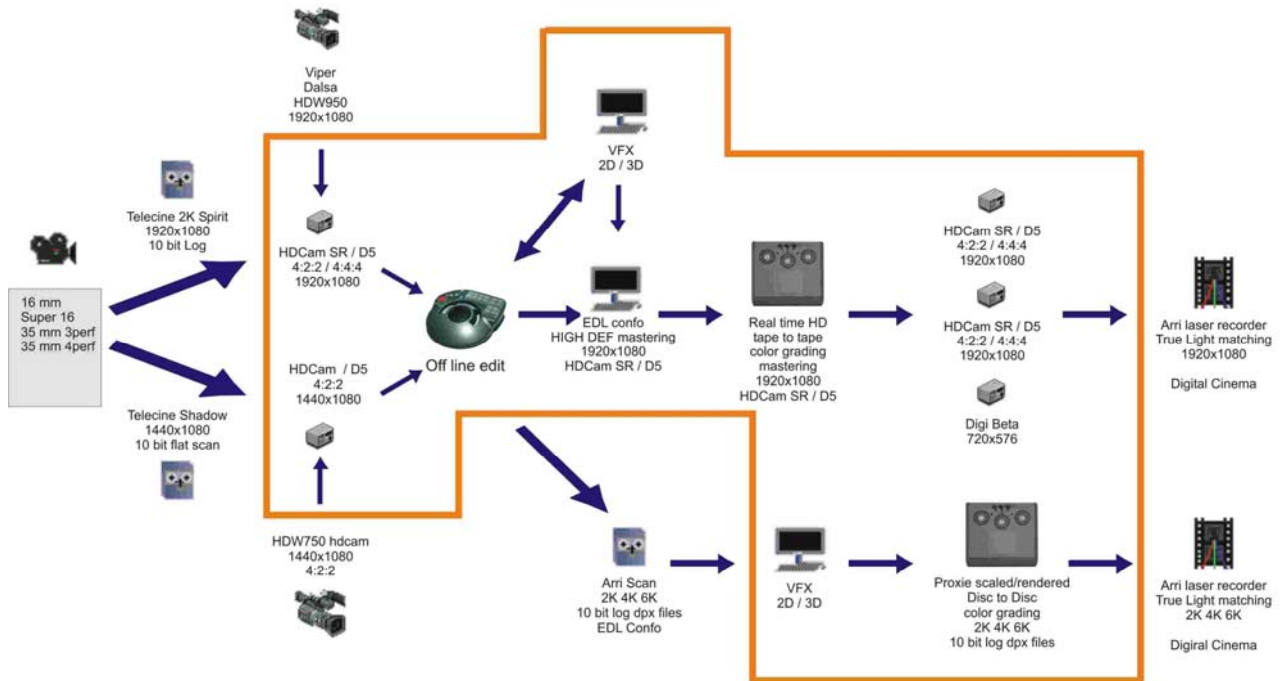 Viper
Dalsa
HDW950
1920x1080
VFX
2D / 3D
Telecine 2K Spirit
1920x1080
10 bit Log
16 mm
Super 16
35 mm 3perf
35 mm 4perf
HDCam SR / D5
4:2:2 / 4:4:4
1920x1080
Off line edit
HDCam / D5
4:2:2
1440x1080
Telecine Shadow
1440x1080
10 bit flat scan
HDW750 hdcam
1440x1080
4:2:2
EDL confo
HIGH DEF mastering
1920x1080
HDCam SR / D5
Real time HD
tape to tape
color grading
mastering
1920x1080
HDCam SR / D5
HDCam SR / D5
4:2:2 / 4:4:4
1920x1080
HDCam SR / D5
4:2:2 / 4:4:4
1920x1080
Digi Beta
720x576
Arri laser recorder
True Light matching
1920x1080
Digital Cinema
Arri Scan
2K 4K 6K
10 bit log dpx files
EDL Confo
VFX
2D / 3D
Proxie scaled/rendered
Disc to Disc
color grading
2K 4K 6K
10 bit log dpx files
Arri laser recorder
True Light matching
2K 4K 6K
Digiral Cinema